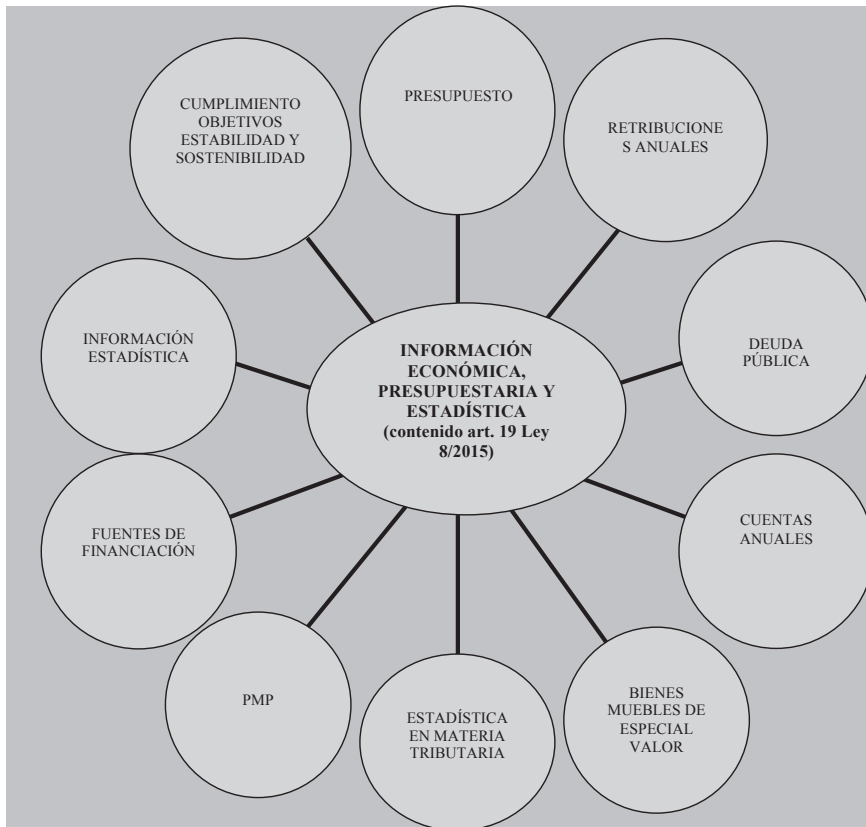 PRESUPUESTO
CUMPLIMIENTO
OBJETIVOS
ESTABILIDAD Y
SOSTENIBILIDAD
RETRIBUCIONE
S ANUALES
INFORMACIÓN
ESTADÍSTICA
INFORMACIÓN
ECONÓMICA,
PRESUPUESTARIA Y
ESTADÍSTICA
(contenido art. 19 Ley
8/2015)
DEUDA
PÚBLICA
FUENTES DE
FINANCIACIÓN
CUENTAS
ANUALES
PMP
ESTADÍSTICA
EN MATERIA
TRIBUTARIA
BIENES
MUEBLES DE
ESPECIAL
VALOR